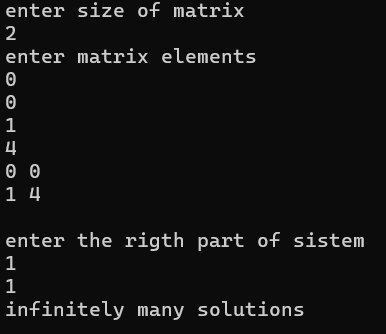 enter size of matrix
2
enter matrix elements
0
0
1
4
0 0
1 4
enter the rigth part of sistem
1
1
infinitely many solutions